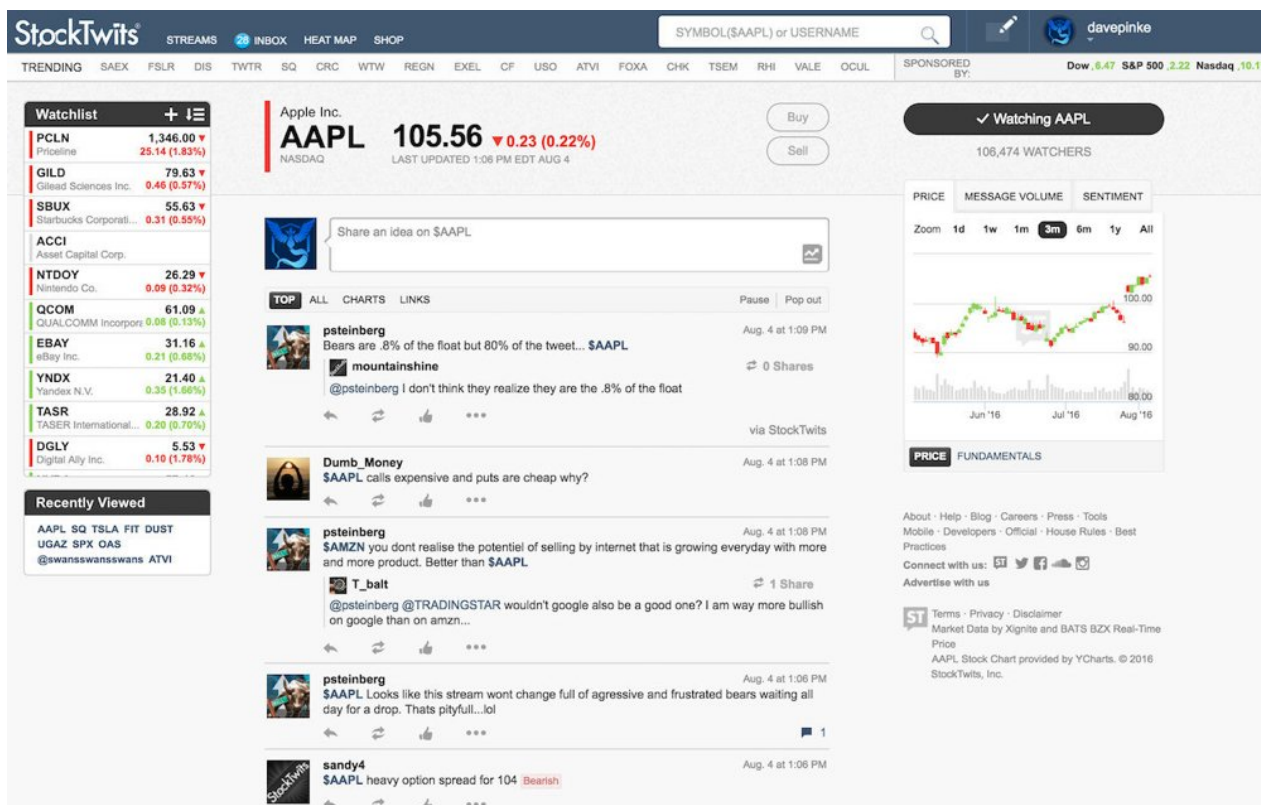 StockTwits
STREAMS 26 INBOX HEAT MAP SHOP
SYMBOL($AAPL) or USERNAME
davepinke
TRENDING SAEX FSLR DIS TWTR SQ CRC WTW REGN EXEL CF USO ATVI FOXA CHK TSEM RHI VALE OCUL
SPONSORED BY:
Dow 6.47 S&P 500 2.22 Nasdaq 10.1
Watchlist
PCLN 1,346.00 ▼
Priceline 25.14 (1.83%)
GILD 79.63 ▼
Gilead Sciences Inc. 0.46 (0.57%)
SBUX 55.63 ▼
Starbucks Corporati... 0.31 (0.55%)
ACCI
Asset Capital Corp.
NTDOY 26.29 ▼
Nintendo Co. 0.09 (0.32%)
QCOM 61.09 ▲
QUALCOMM Incorpora 0.08 (0.13%)
EBAY 31.16 ▲
eBay Inc. 0.21 (0.68%)
YNDX 21.40 ▲
Yandex N.V. 0.35 (1.66%)
TASR 28.92 ▲
TASER International... 0.20 (0.70%)
DGLY 5.53 ▼
Digital Ally Inc. 0.10 (1.78%)
Recently Viewed
AAPL SQ TSLA FIT DUST
UGAZ SPX OAS
@swansswansswans ATVI
Apple Inc.
AAPL 105.56 ▼0.23 (0.22%)
NASDAQ LAST UPDATED 1:06 PM EDT AUG 4
Buy
Sell
Share an idea on $AAPL
TOP ALL CHARTS LINKS Pause Pop out
psteinberg Aug. 4 at 1:09 PM
Bears are .8% of the float but 80% of the tweet... $AAPL
mountainshine 0 Shares
@psteinberg I don't think they realize they are the .8% of the float
via StockTwits
Dumb_Money Aug. 4 at 1:08 PM
$AAPL calls expensive and puts are cheap why?
psteinberg Aug. 4 at 1:08 PM
$AMZN you dont realise the potentiel of selling by internet that is growing everyday with more
and more product. Better than $AAPL
T_balt 1 Share
@psteinberg @TRADINGSTAR wouldn't google also be a good one? I am way more bullish
on google than on amzn...
psteinberg Aug. 4 at 1:06 PM
$AAPL Looks like this stream wont change full of agressive and frustrated bears waiting all
day for a drop. Thats pityfull...lol
1
StockTwits
sandy4 Aug. 4 at 1:06 PM
$AAPL heavy option spread for 104 Bearish
✓ Watching AAPL
106,474 WATCHERS
PRICE MESSAGE VOLUME SENTIMENT
Zoom 1d 1w 1m 3m 6m 1y All
100.00
90.00
80.00
Jun '16 Jul '16 Aug '16
PRICE FUNDAMENTALS
About · Help · Blog · Careers · Press · Tools
Mobile · Developers · Official · House Rules · Best
Practices
Connect with us: ST
Advertise with us
ST
Terms · Privacy · Disclaimer
Market Data by Xignite and BATS BZX Real-Time
Price
AAPL Stock Chart provided by YCharts. © 2016
StockTwits, Inc.